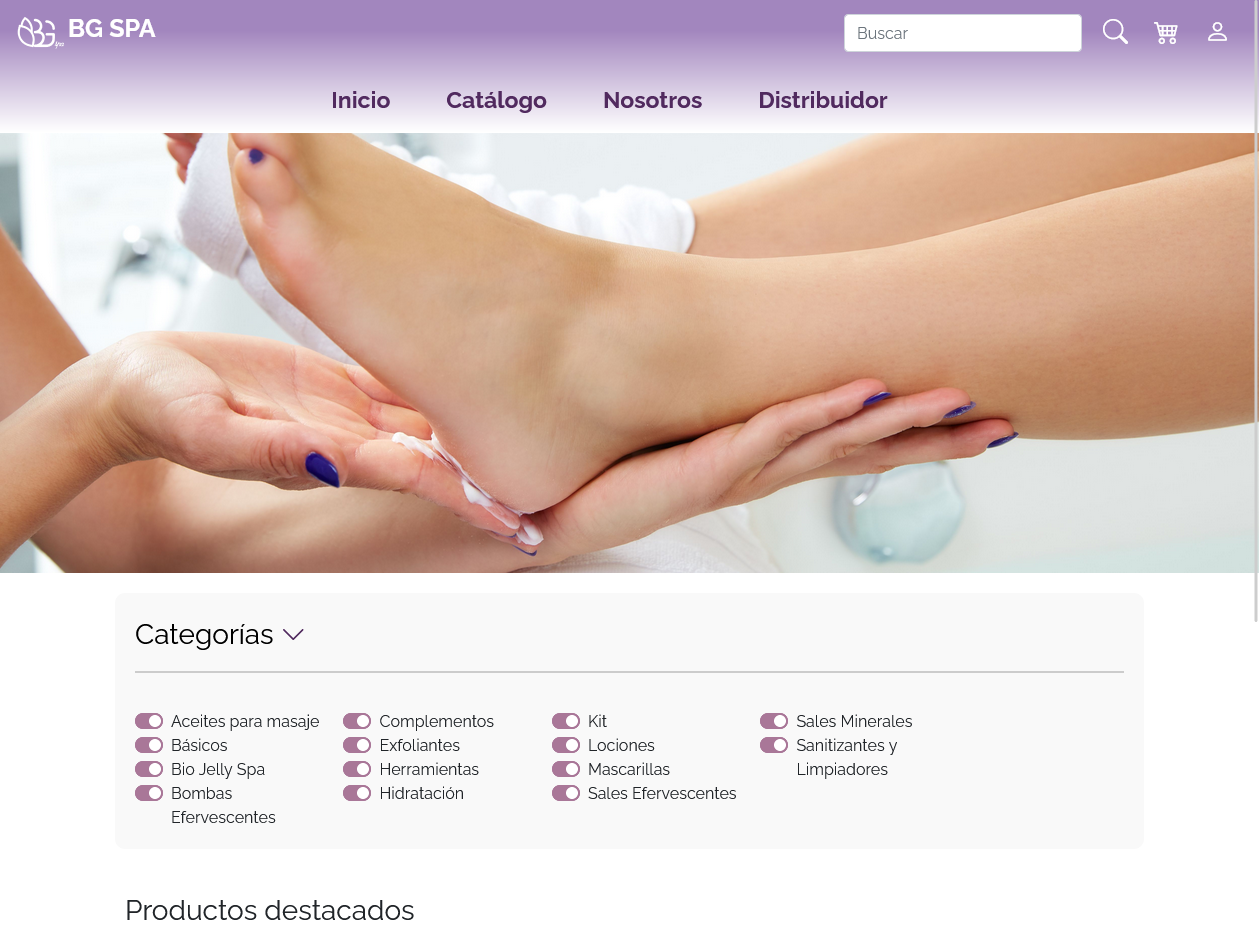 BG SPA
Buscar
Inicio Catálogo Nosotros Distribuidor
Categorías
Aceites para masaje
Básicos
Bio Jelly Spa
Bombas
Efervescentes
Complementos
Exfoliantes
Herramientas
Hidratación
Kit
Lociones
Mascarillas
Sales Efervescentes
Sales Minerales
Sanitizantes y
Limpiadores
Productos destacados